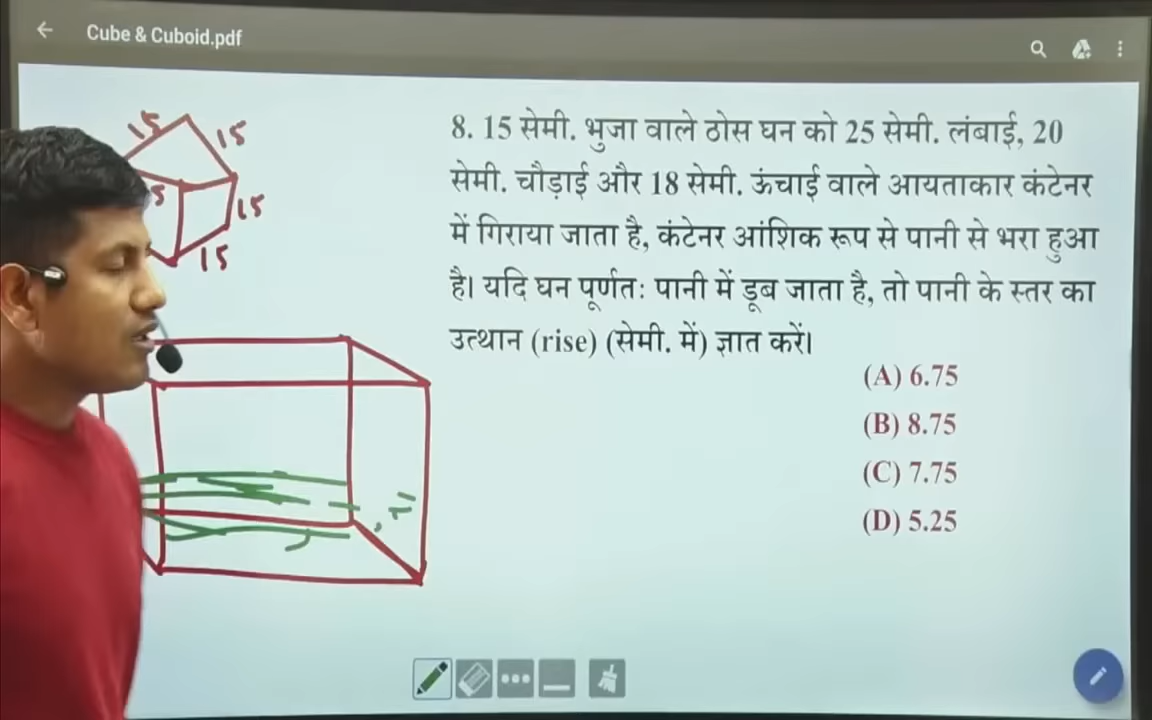 Cube & Cuboid.pdf
15
15
5
15
15
8. 15 सेमी. भुजा वाले ठोस घन को 25 सेमी. लंबाई, 20
सेमी. चौड़ाई और 18 सेमी. ऊंचाई वाले आयताकार कंटेनर
में गिराया जाता है, कंटेनर आंशिक रूप से पानी से भरा हुआ
है। यदि घन पूर्णतः पानी में डूब जाता है, तो पानी के स्तर का
उत्थान (rise) (सेमी. में) ज्ञात करें।
(A) 6.75
(B) 8.75
(C) 7.75
(D) 5.25